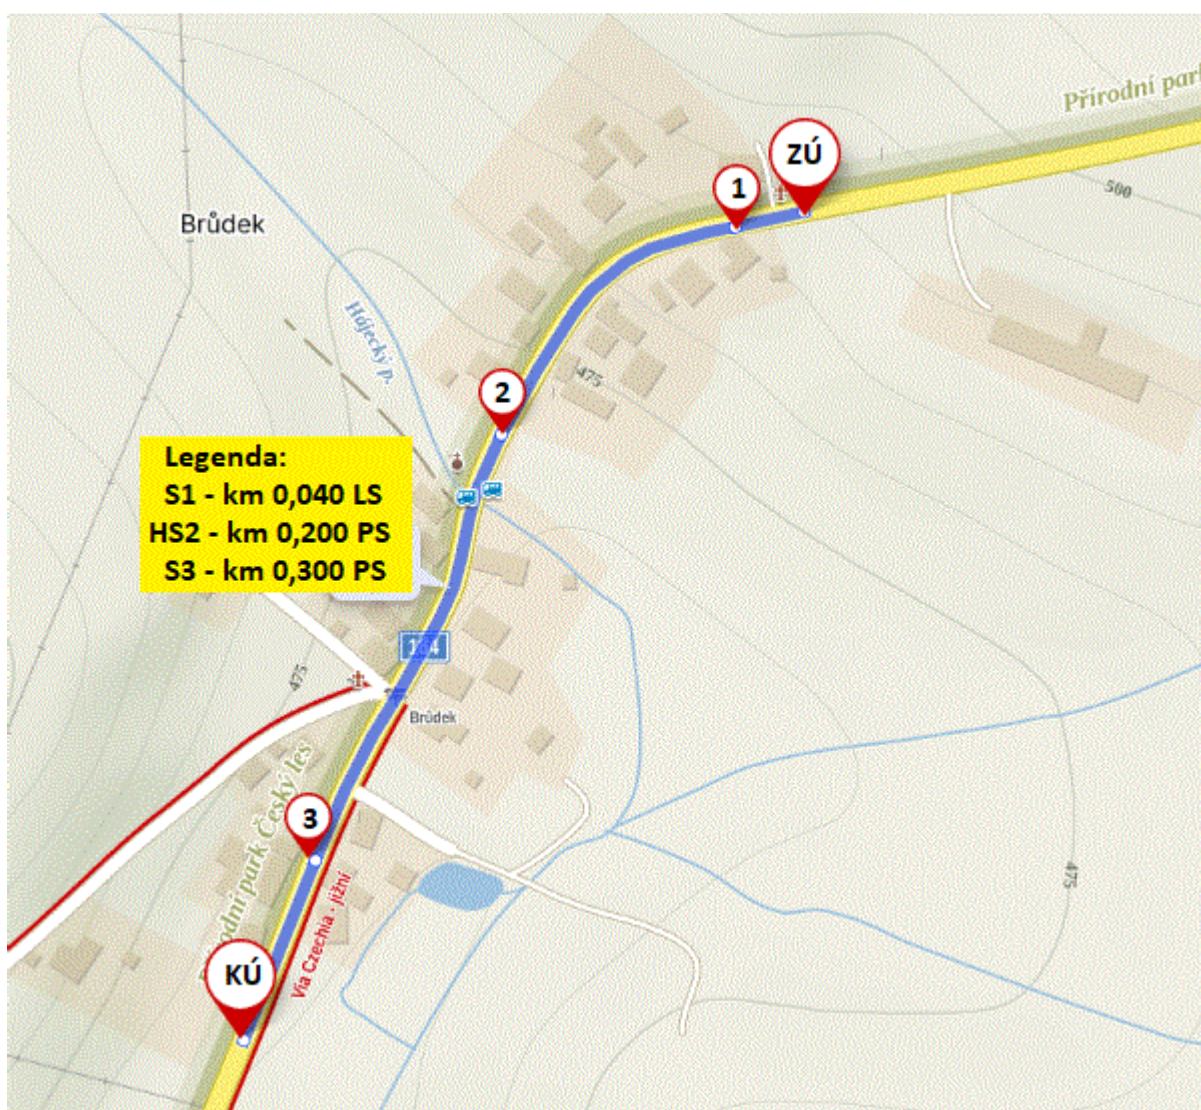 Přírodní park
500
ZÚ
1
Brůdek
Hájecký p.
475
2
Legenda:
S1 - km 0,040 LS
HS2 - km 0,200 PS
S3 - km 0,300 PS
475
Brůdek
Přírodní park Český les
3
475
Via Czechia - jižní
KÚ